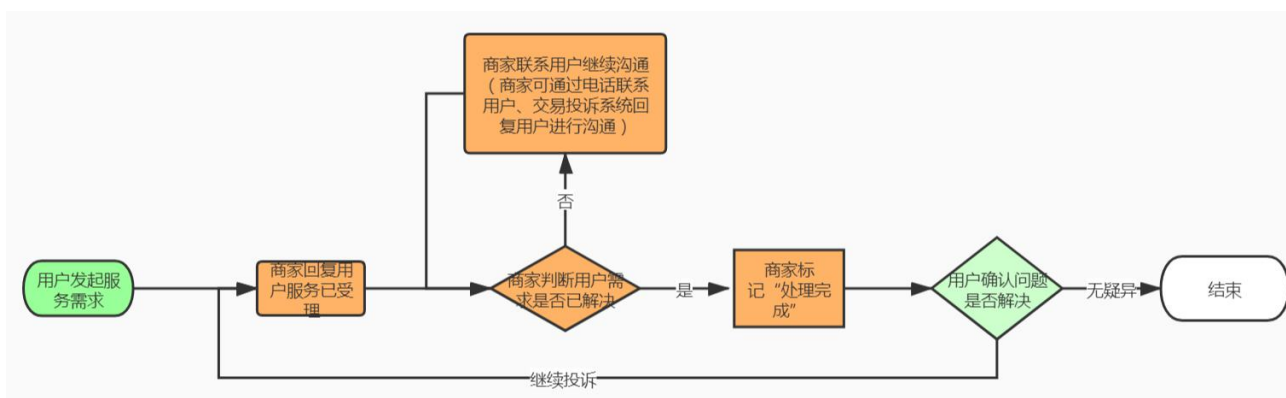 商家联系用户继续沟通
（商家可通过电话联系
用户、交易投诉系统回
复用户进行沟通）
否
用户发起服
务需求
商家回复用
户服务已受
理
商家判断用户需
求是否已解决
是
商家标
记“处理完
成”
用户确认问题
是否解决
无疑异
结束
继续投诉